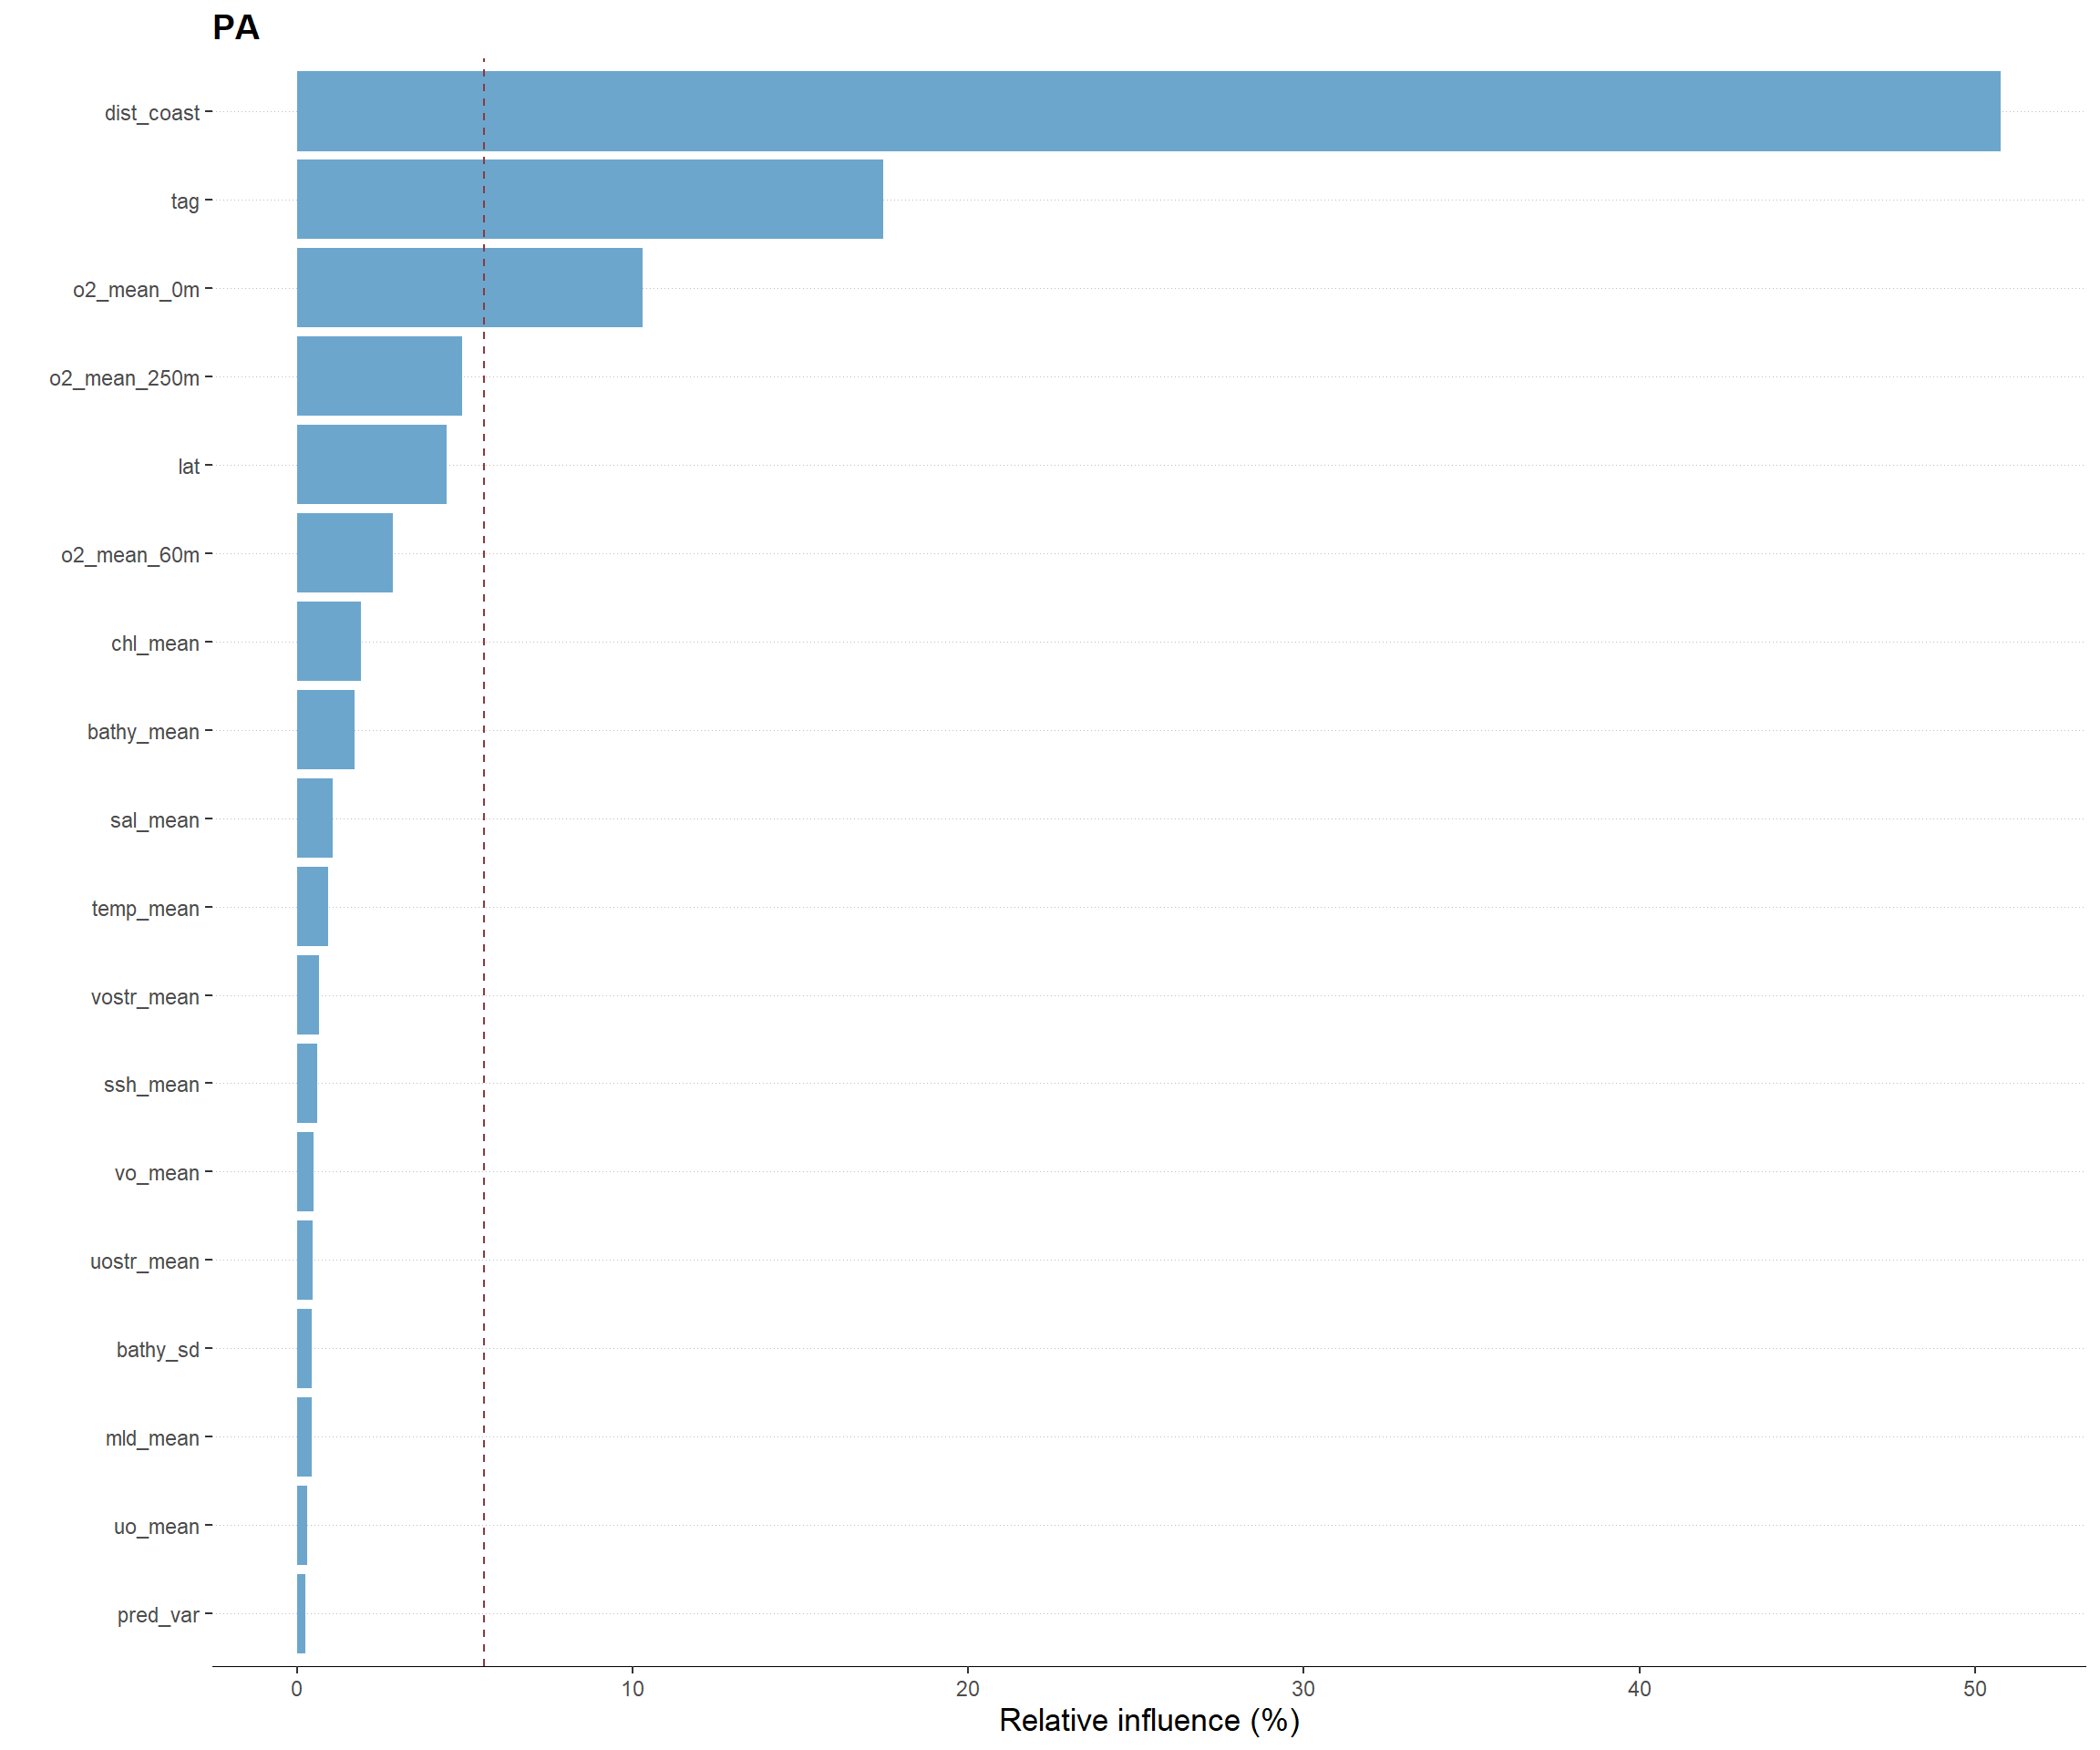 PA
dist_coast
tag
o2_mean_0m
o2_mean_250m
lat
o2_mean_60m
chl_mean
bathy_mean
sal_mean
temp_mean
vostr_mean
ssh_mean
vo_mean
uostr_mean
bathy_sd
mld_mean
uo_mean
pred_var
0 10 20 30 40 50
Relative influence (%)